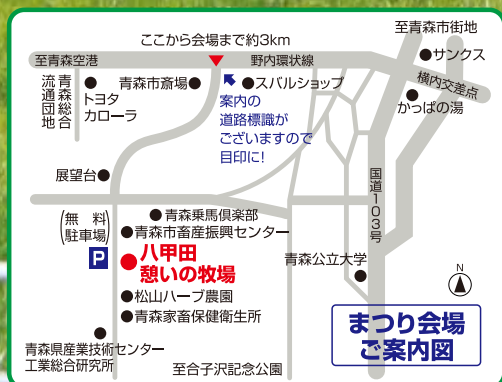 至青森市街地
ここから会場まで約3km
サンクス
至青森空港
野内環状線
横内交差点
青森総合
流通団地
トヨタ
カローラ
青森市斎場
スバルショップ
かっぱの湯
案内の
道路標識が
ございますので
目印に!
展望台
国道103号
(無料
駐車場)
P
青森乗馬倶楽部
青森市畜産振興センター
八甲田
憩いの牧場
青森公立大学
N
松山ハーブ農園
青森家畜保健衛生所
まつり会場
ご案内図
青森県産業技術センター
工業総合研究所
至合子沢記念公園